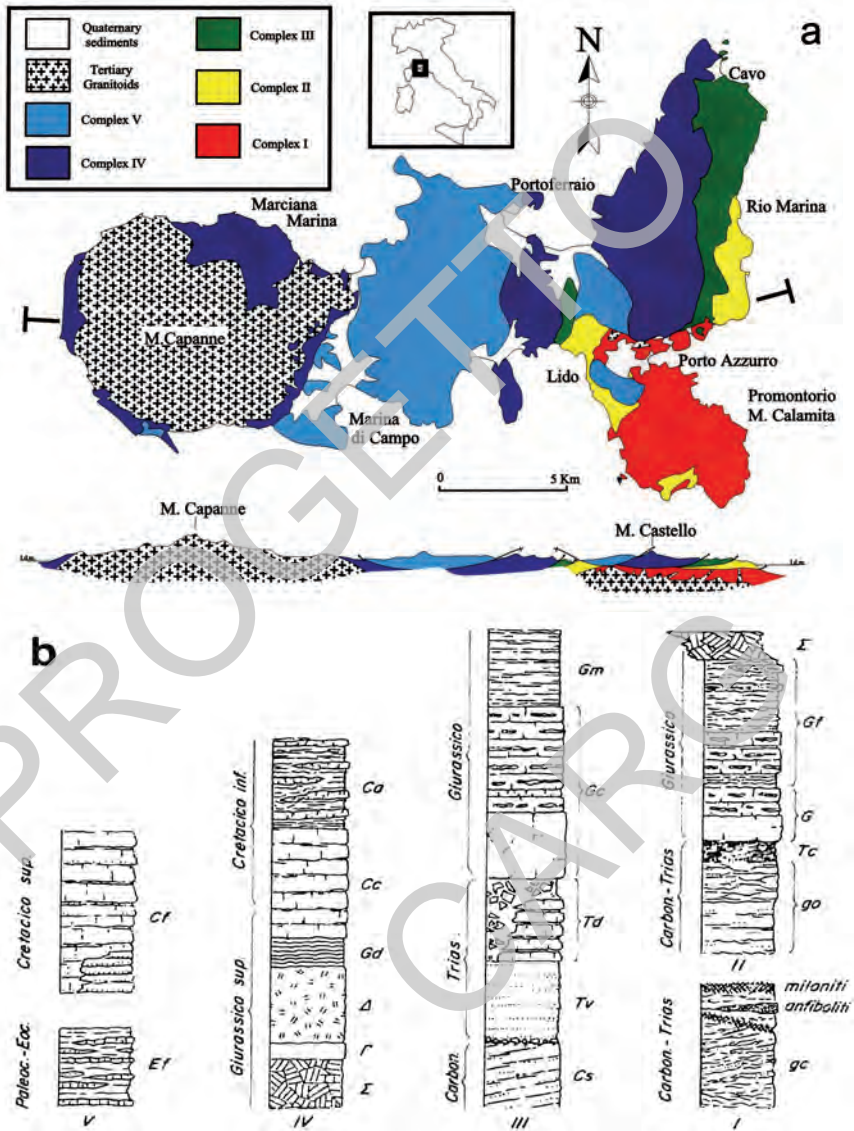 Quaternary
sediments
Tertiary
Granitoids
Complex V
Complex IV
Complex III
Complex II
Complex I
N
a
Cavo
Portoferraio
Marciana
Marina
Rio Marina
M.Capanne
Porto Azzurro
Lido
Promontorio
M. Calamita
Marina
di Campo
0 5 Km
M. Capanne
M. Castello
b
Cretacico sup.
Cf
Paleoc.-Eoc.
Ef
V
Cretacico inf.
Giurassico sup.
Ca
Cc
Gd
Δ
Γ
Σ
IV
Giurassico
Trias
Carbon.
Gm
Gc
Td
Tv
Cs
III
Giurassico
Carbon.-Trias
Σ
Gf
G
Tc
go
II
Carbon.-Trias
miloniti
anfiboliti
gc
I
PROGETTO
CARG